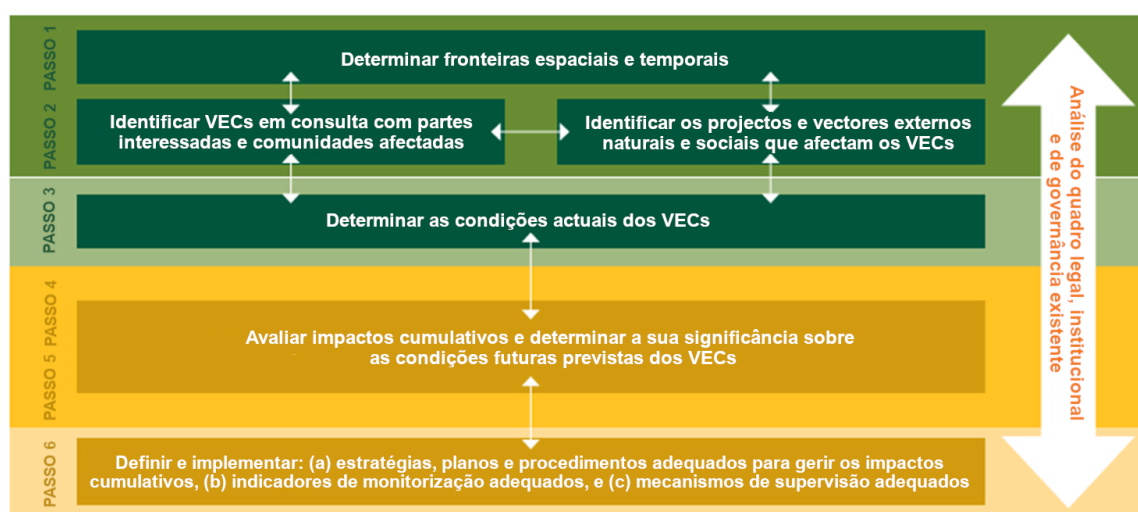 PASSO 1
Determinar fronteiras espaciais e temporais
PASSO 2
Identificar VECs em consulta com partes
interessadas e comunidades afectadas
Identificar os projectos e vectores externos
naturais e sociais que afectam os VECs
PASSO 3
Determinar as condições actuais dos VECs
PASSO 4
PASSO 5
Avaliar impactos cumulativos e determinar a sua significância sobre
as condições futuras previstas dos VECs
PASSO 6
Definir e implementar: (a) estratégias, planos e procedimentos adequados para gerir os impactos
cumulativos, (b) indicadores de monitorização adequados, e (c) mecanismos de supervisão adequados
Análise do quadro legal, institucional
e de governância existente